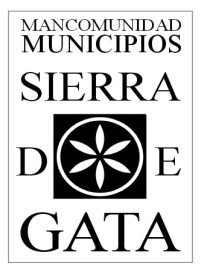 MANCOMUNIDAD
MUNICIPIOS
SIERRA
D E
GATA